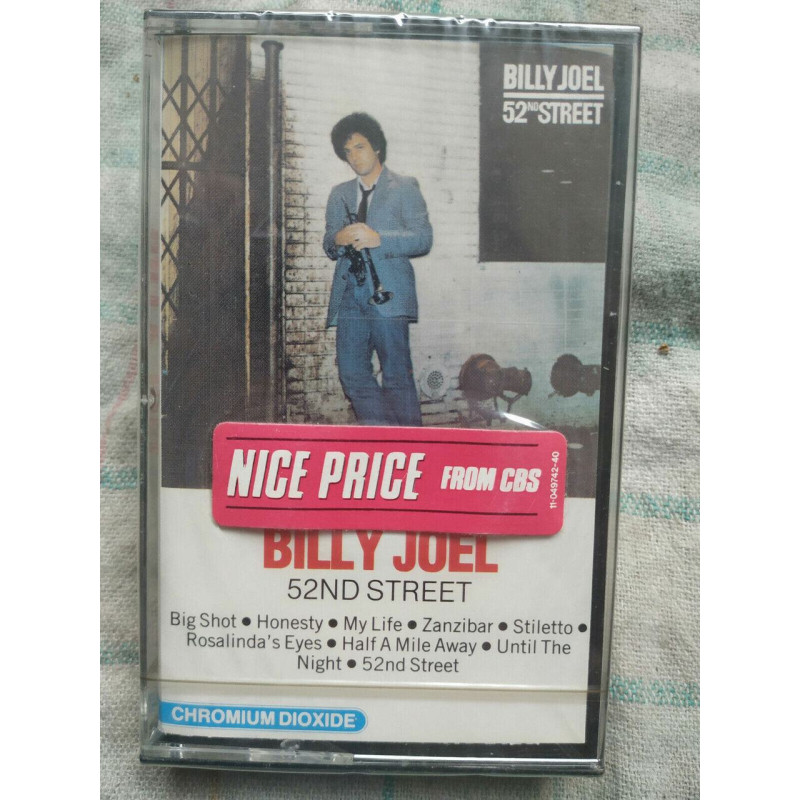 BILLY JOEL
52ND STREET
NICE PRICE FROM CBS
11-049742-40
BILLY JOEL
52ND STREET
Big Shot ● Honesty ● My Life ● Zanzibar ● Stiletto ●
Rosalinda's Eyes ● Half A Mile Away ● Until The
Night ● 52nd Street
CHROMIUM DIOXIDE